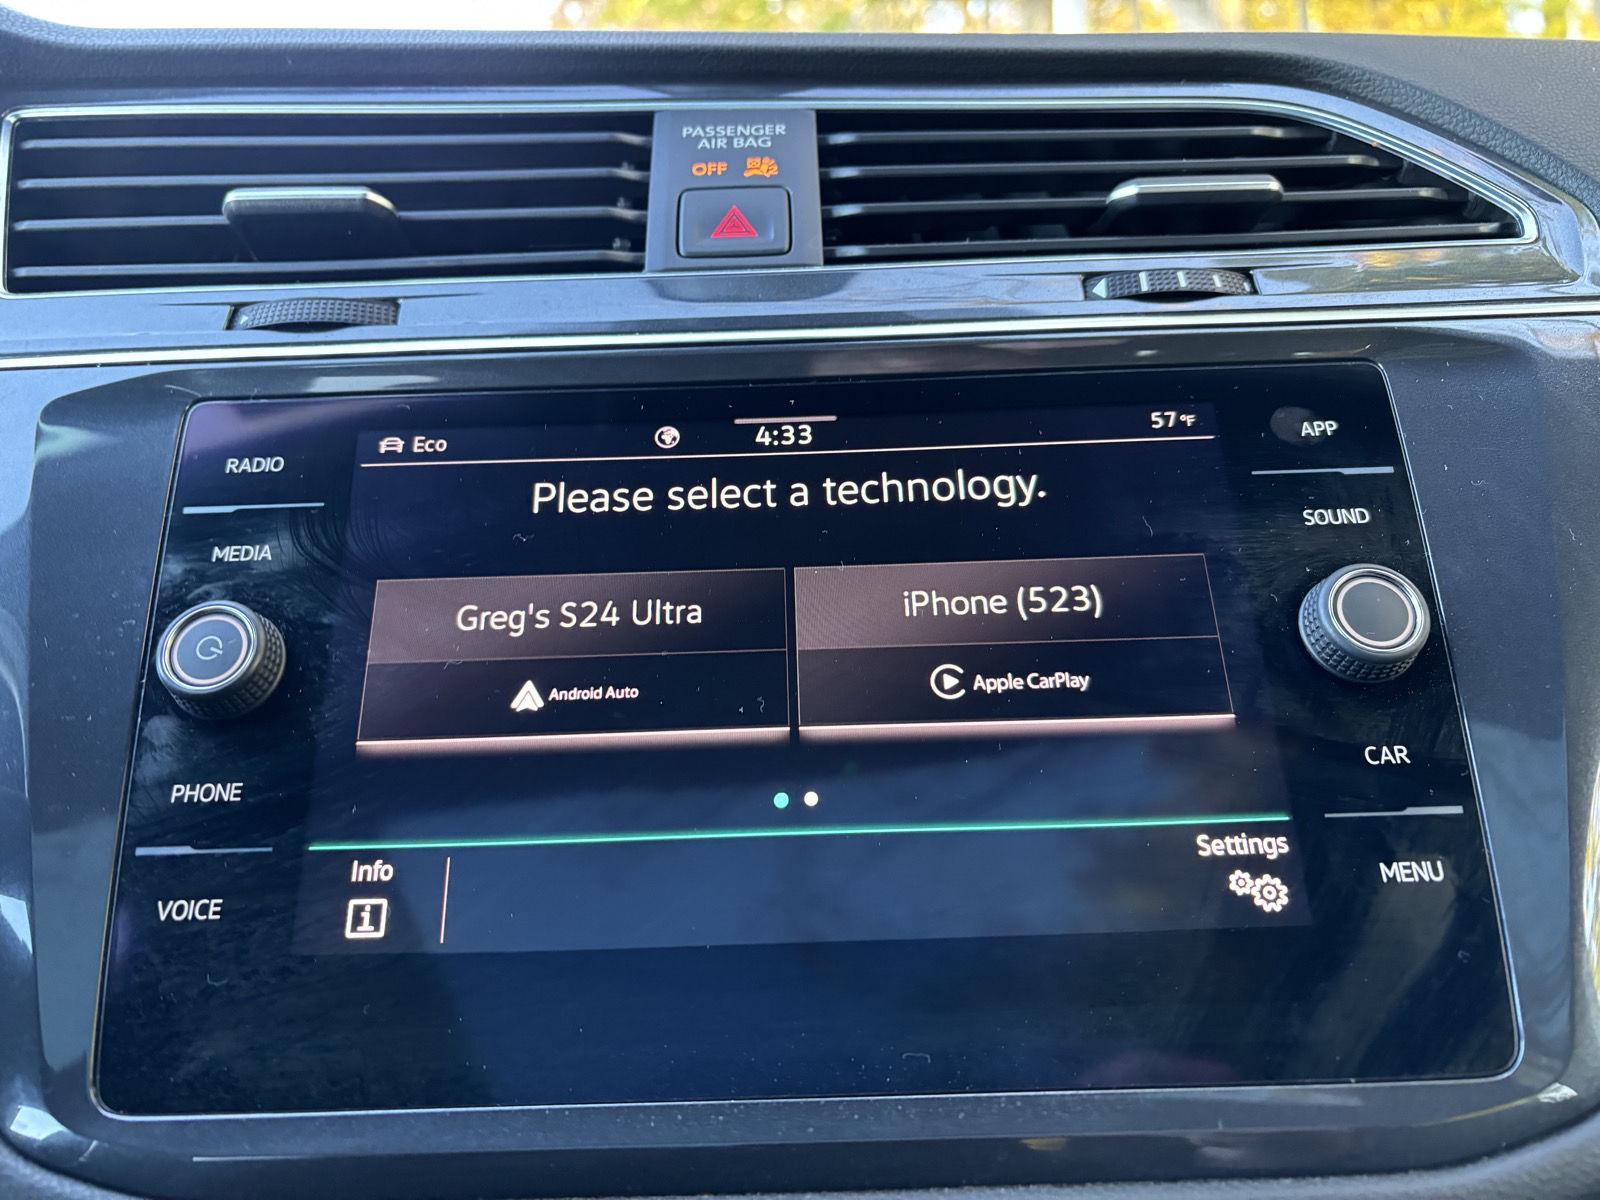 PASSENGER
AIR BAG
OFF
2
Eco
4:33
57°F
Please select a technology.
Greg's S24 Ultra
Android Auto
iPhone (523)
Apple CarPlay
Info
i
Settings
RADIO
MEDIA
PHONE
VOICE
APP
SOUND
CAR
MENU